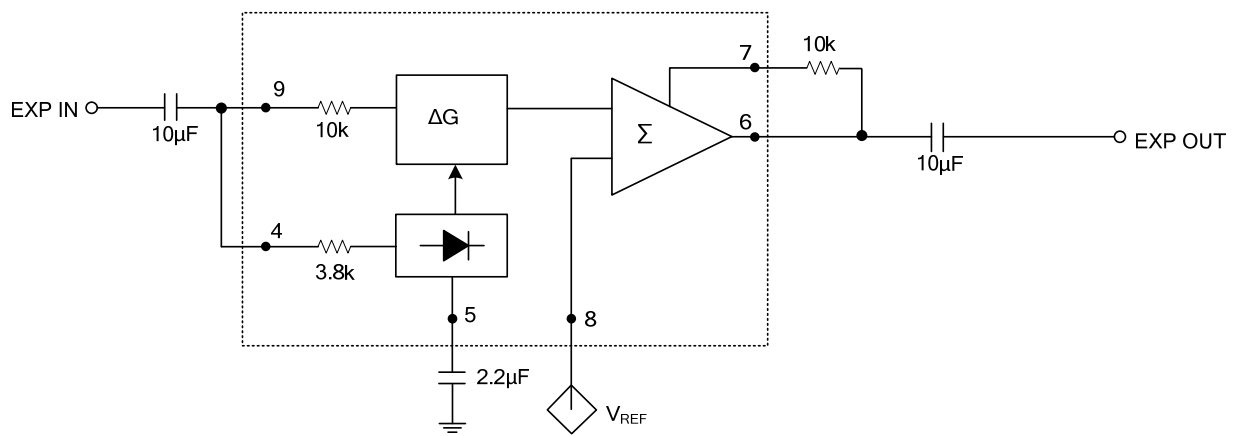 EXP IN
10µF
9
10k
ΔG
Σ
7
10k
6
10µF
EXP OUT
4
3.8k
5
2.2µF
8
VREF